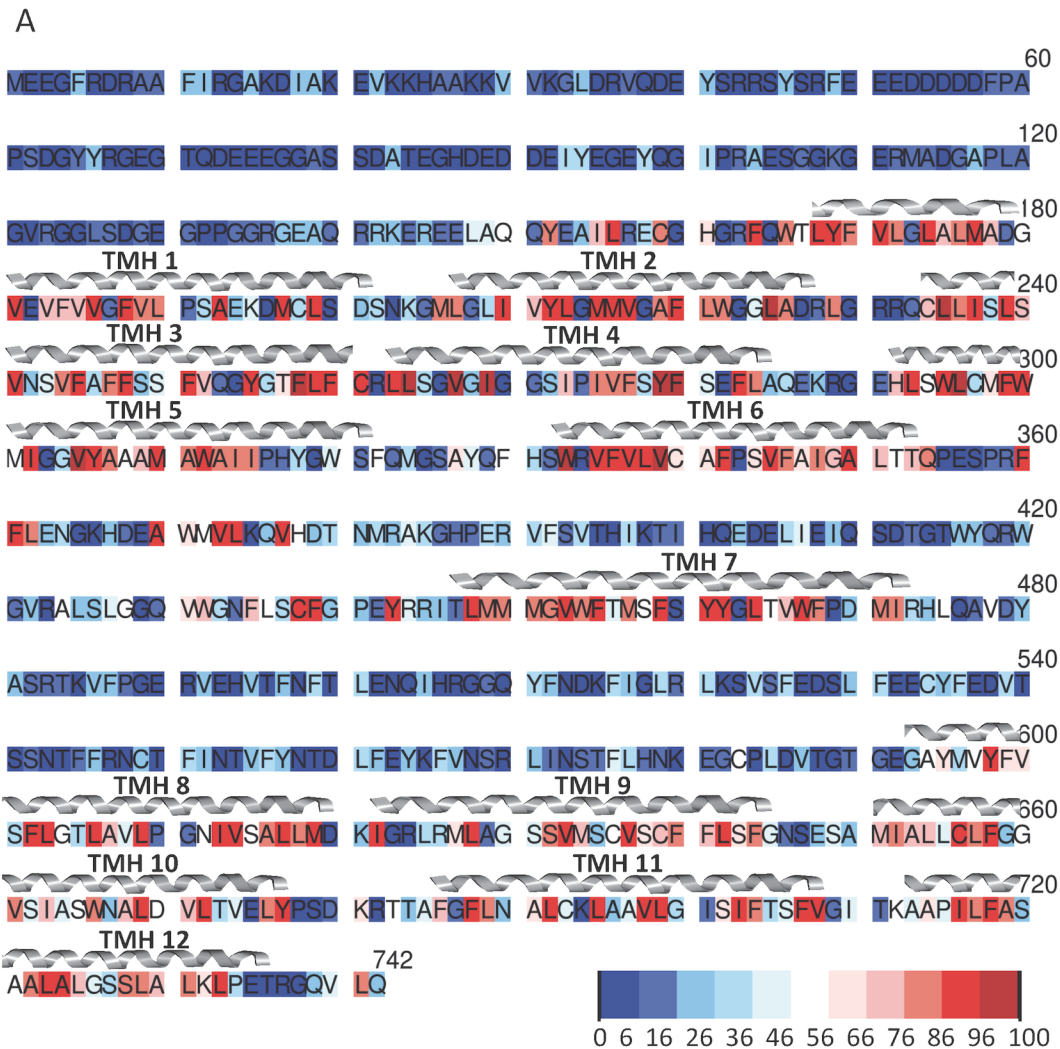 A
60
MEEGFRDRAA FIRGAKDIAK EVKKHAAKKV VKGLDRVQDE YSRRSYSRFE EEDDDDDFPA
120
PSDGYYRGEG TQDEEEGGAS SDATEGHDED DEIYEGEYQG IPRAESGGKG ERMADGAPLA
180
GVRGGLSDGE GPPGGRGEAQ RRKEREELAQ QYEAILRECG HGRFQWTLYF VLGLALMADG
TMH 1 TMH 2 240
VEVFVVGFVL PSAEKDMCLS DSNKGMLGLI VYLGMMVGAF LWGGLADRLG RRQCLLISLS
TMH 3 TMH 4 300
VNSVFAFFSS FVQGYGTFLF CRLLSGVGIG GSIPIVFSYF SEFLAQEKRG EHLSWLCMFW
TMH 5 TMH 6 360
MIGGVYAAAM AWAIIPHYGW SFQMGSAYQF HSWRVFVLVC AFPSVFAIGA LTTQPESPRF
420
FLENGKHDEA WMVLKQVHDT NMRAKGHPER VFSVTHIKTI HQEDELIEIQ SDTGTWYQRW
TMH 7 480
GVRALSLGGQ VWGNFLSCFG PEYRRITLMM MGVWFTMSFS YYGLTVWFPD MIRHLQAVDY
540
ASRTKVFPGE RVEHVTFNFT LENQIHRGGQ YFNDKFIGLR LKSVSFEDSL FEECYFEDVT
600
SSNTFFRNCT FINTVFYNTD LFEYKFVNSR LINSTFLHNK EGCPLDVTGT GEGAYMVYFV
TMH 8 TMH 9 660
SFLGTLAVLP GNIVSALLMD KIGRLRMLAG SSVMSCVSCF FLSFGNSESA MIALLCLFGG
TMH 10 TMH 11 720
VSIASWNALD VLTVELYPSD KRTTAFGFLN ALCKLAAVLG ISIFTSFVGI TKAAPILFAS
TMH 12 742
AALALGSSLA LKLPETRGQV LQ
0 6 16 26 36 46 56 66 76 86 96 100